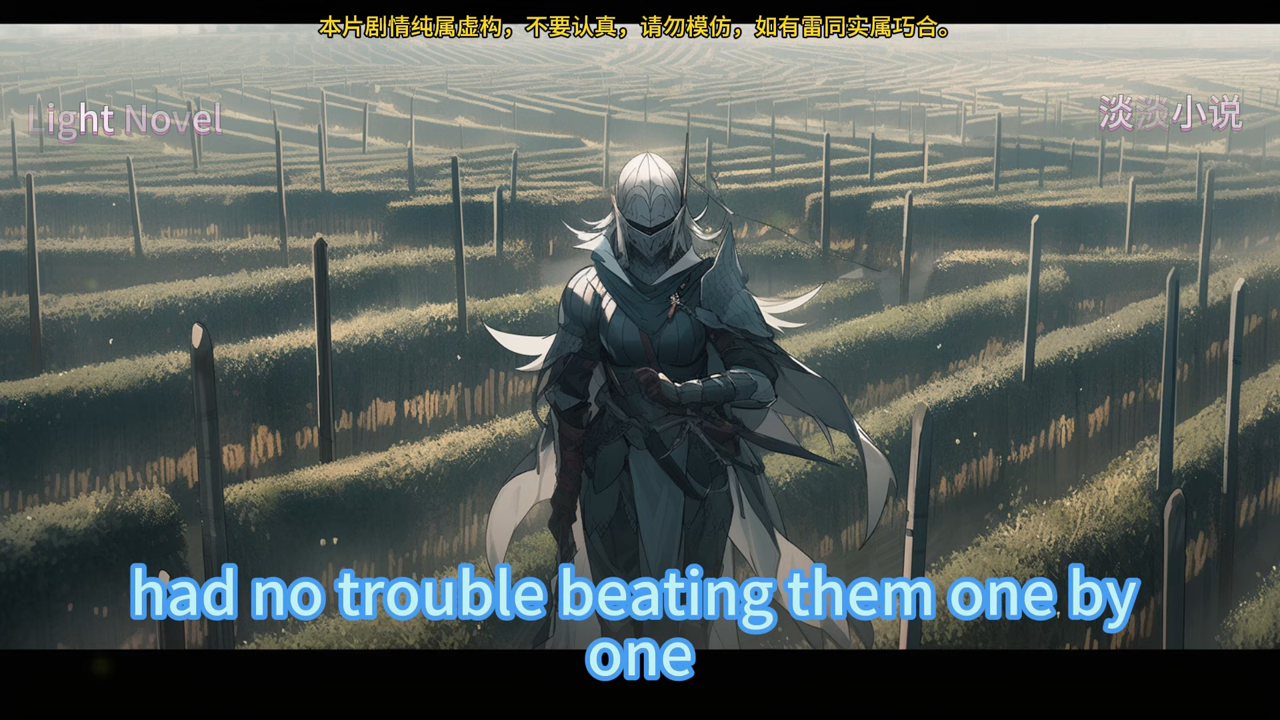 本片剧情纯属虚构，不要认真，请勿模仿，如有雷同实属巧合。
Light Novel
淡淡小说
had no trouble beating them one by
one